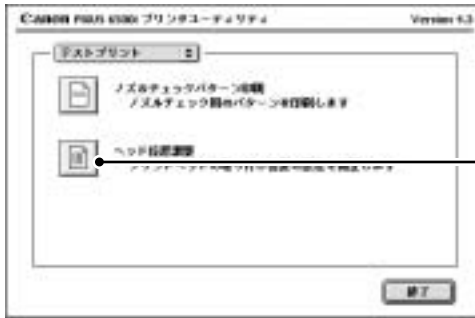 Canon PIXUS 6500i プリンタユーティリティ Version 4.3
テストプリント
ノズルチェックパターン印刷
ノズルチェック用のパターンを印刷します
ヘッド位置調整
終了